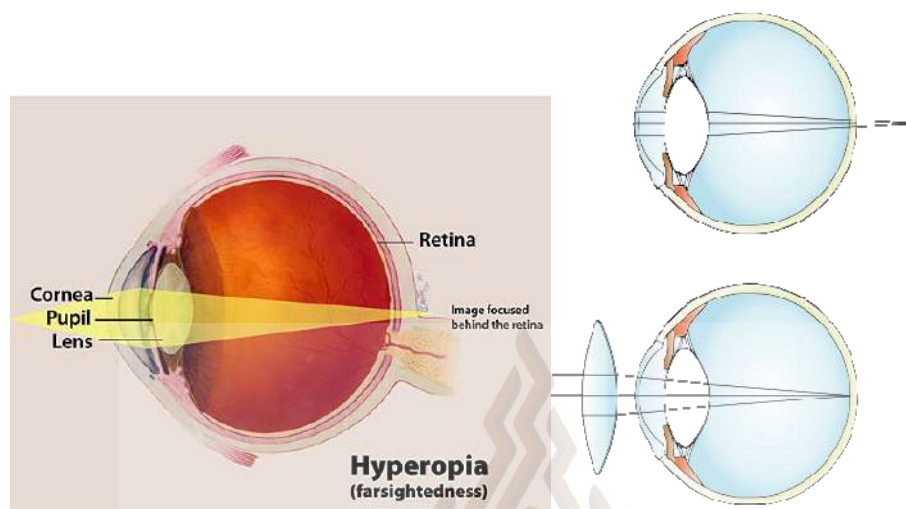 Retina
Cornea
Pupil
Lens
Image focused
behind the retina
Hyperopia
(farsightedness)